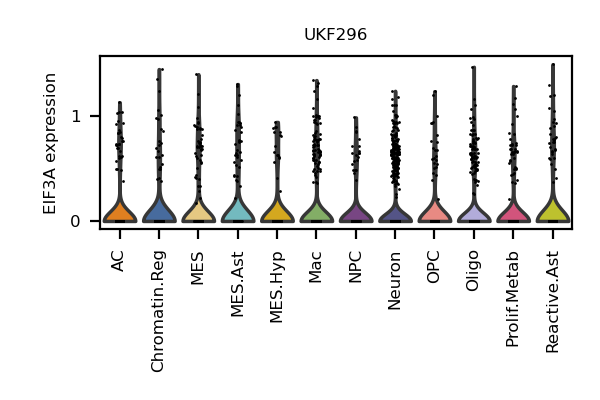 UKF296
EIF3A expression
1
0
AC
Chromatin.Reg
MES
MES.Ast
MES.Hyp
Mac
NPC
Neuron
OPC
Oligo
Prolif.Metab
Reactive.Ast